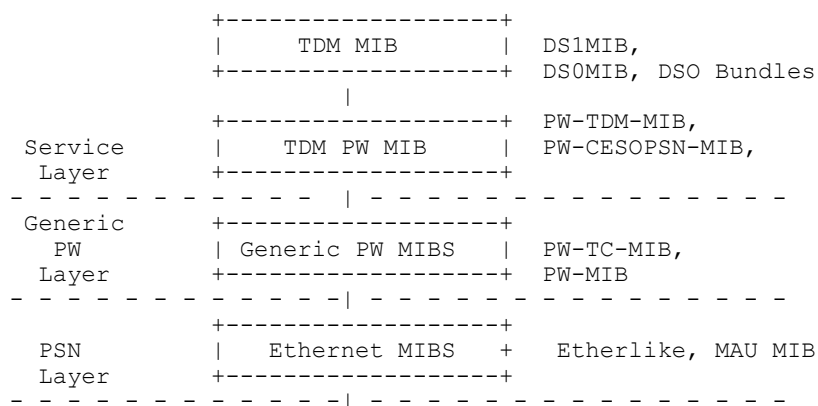 TDM MIB DS1MIB,
DS0MIB, DSO Bundles
PW-TDM-MIB,
Service TDM PW MIB PW-CESOPSN-MIB,
Layer
Generic
PW Generic PW MIBS PW-TC-MIB,
Layer PW-MIB
PSN Ethernet MIBS Etherlike, MAU MIB
Layer